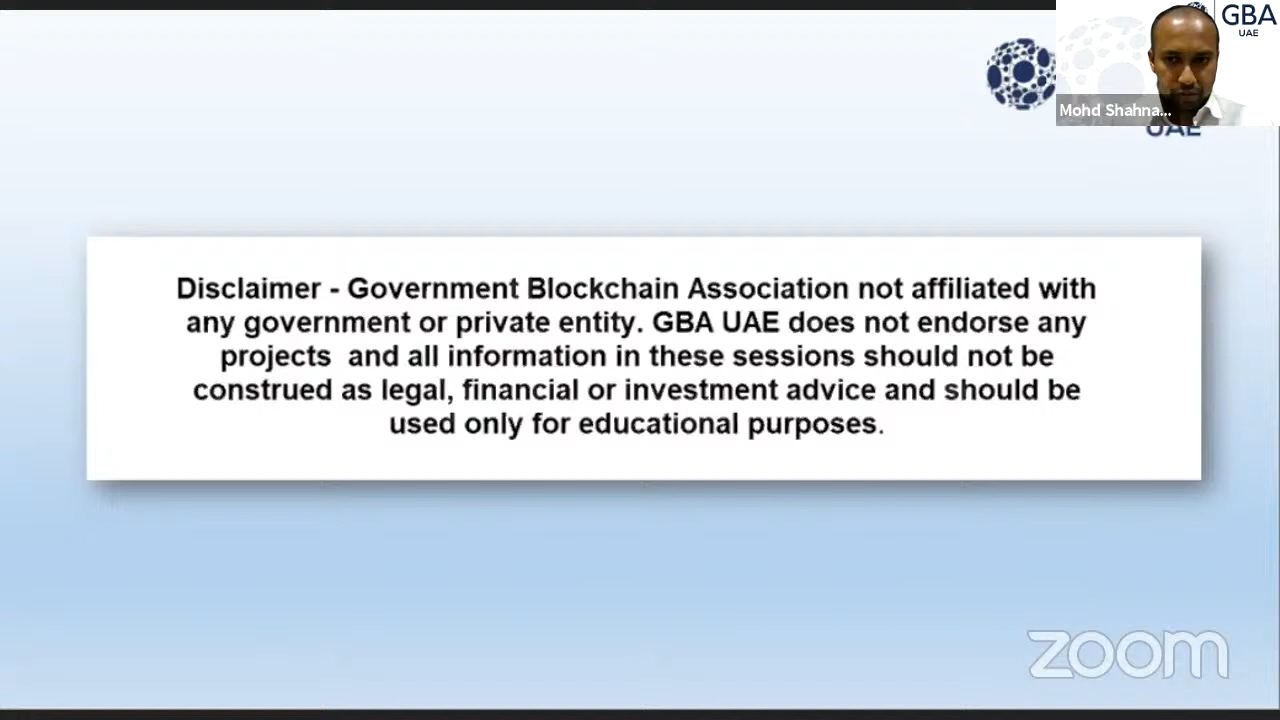 GBA
UAE
Mohd Shahna...
UAE
Disclaimer - Government Blockchain Association not affiliated with
any government or private entity. GBA UAE does not endorse any
projects  and all information in these sessions should not be
construed as legal, financial or investment advice and should be
used only for educational purposes.
zoom